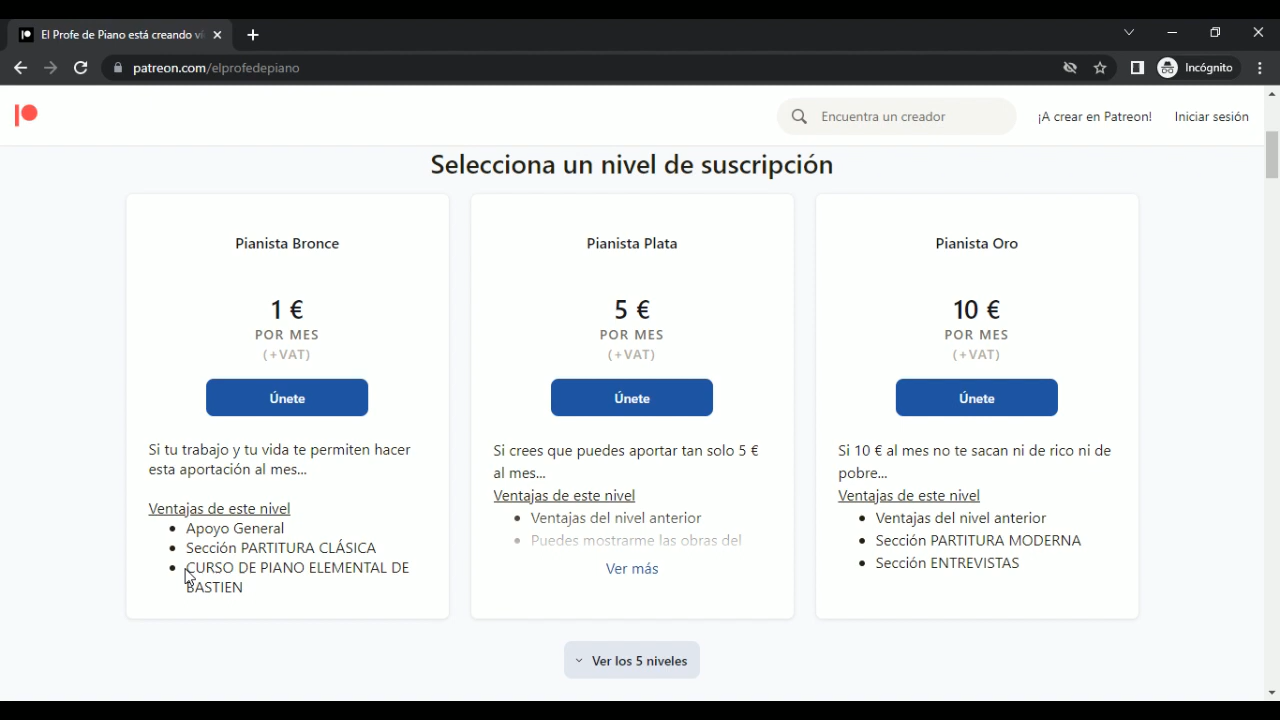 El Profe de Piano está creando v
patreon.com/elprofedepiano
Incógnito
Encuentra un creador
¡A crear en Patreon!
Iniciar sesión
Selecciona un nivel de suscripción
Pianista Bronce
1 €
POR MES
(+VAT)
Únete
Si tu trabajo y tu vida te permiten hacer
esta aportación al mes...
Ventajas de este nivel
Apoyo General
Sección PARTITURA CLÁSICA
CURSO DE PIANO ELEMENTAL DE
BASTIEN
Pianista Plata
5 €
POR MES
(+VAT)
Únete
Si crees que puedes aportar tan solo 5 €
al mes...
Ventajas de este nivel
Ventajas del nivel anterior
Puedes mostrarme las obras del
Ver más
Pianista Oro
10 €
POR MES
(+VAT)
Únete
Si 10 € al mes no te sacan ni de rico ni de
pobre...
Ventajas de este nivel
Ventajas del nivel anterior
Sección PARTITURA MODERNA
Sección ENTREVISTAS
Ver los 5 niveles